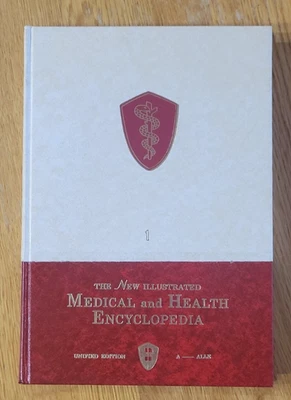 1
THE NEW ILLUSTRATED
MEDICAL and HEALTH
ENCYCLOPEDIA
UNIFIED EDITION A — ALLE